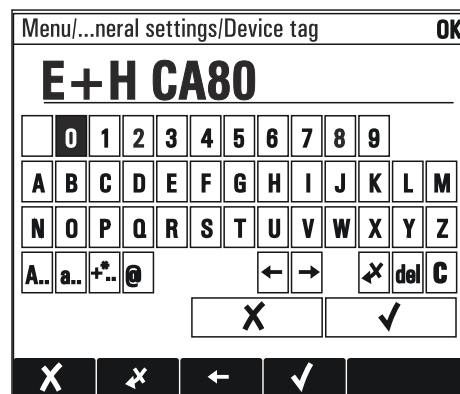 Menu/...neral settings/Device tag OK
E+H CA80
0 1 2 3 4 5 6 7 8 9
A B C D E F G H I J K L M
N O P Q R S T U V W X Y Z
A.. a.. +*.. @ ← → del C
✗ ✓
✗ ← ✓